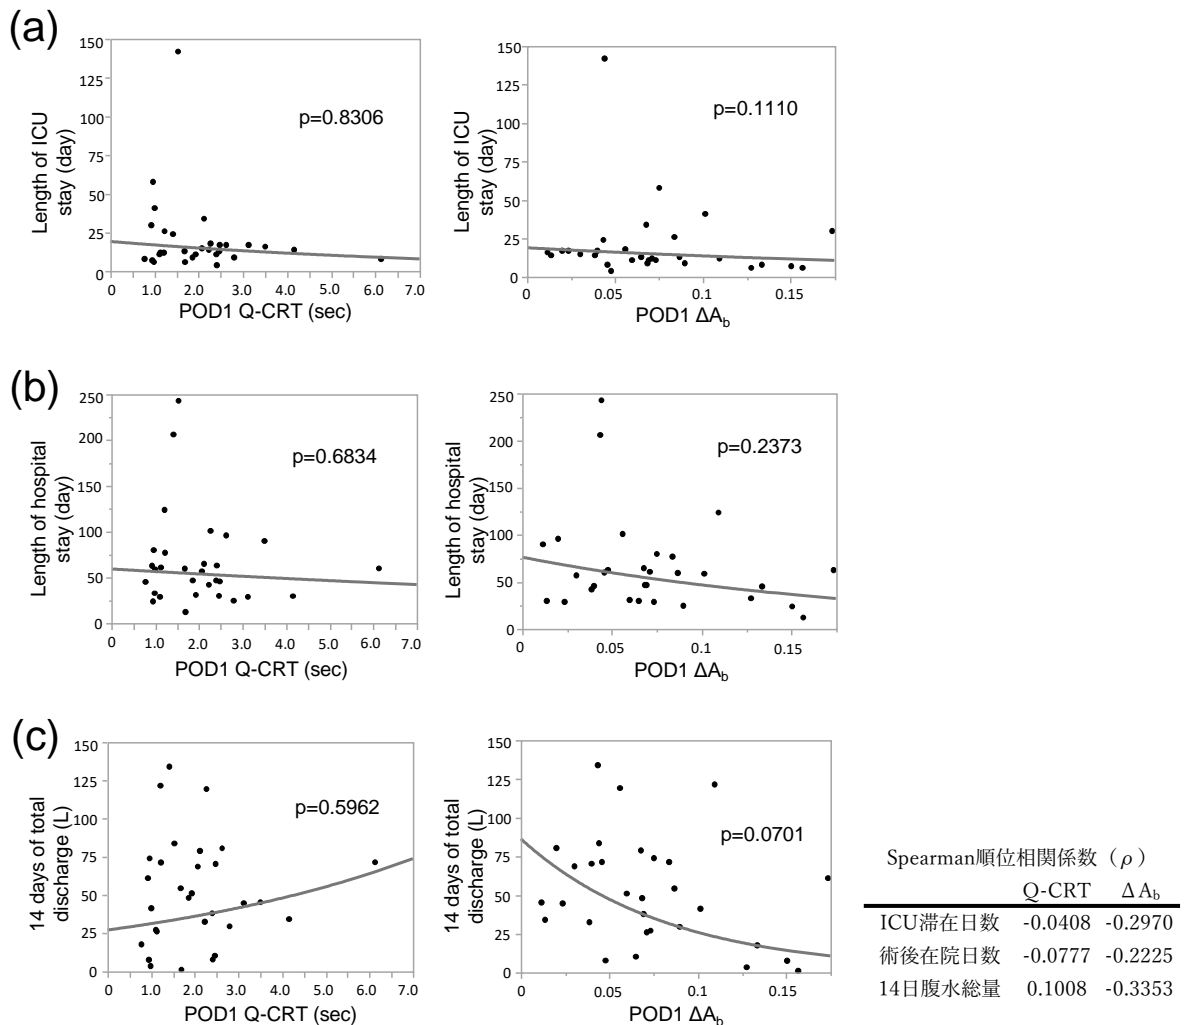 (a)
150
125
100
75
50
25
0
Length of ICU
stay (day)
p=0.8306
0 1.0 2.0 3.0 4.0 5.0 6.0 7.0
POD1 Q-CRT (sec)
150
125
100
75
50
25
0
Length of ICU
stay (day)
p=0.1110
0 0.05 0.1 0.15
POD1 ΔAb
(b)
250
200
150
100
50
0
Length of hospital
stay (day)
p=0.6834
0 1.0 2.0 3.0 4.0 5.0 6.0 7.0
POD1 Q-CRT (sec)
250
200
150
100
50
0
Length of hospital
stay (day)
p=0.2373
0 0.05 0.1 0.15
POD1 ΔAb
(c)
150
125
100
75
50
25
0
14 days of total
discharge (L)
p=0.5962
0 1.0 2.0 3.0 4.0 5.0 6.0 7.0
POD1 Q-CRT (sec)
150
125
100
75
50
25
0
14 days of total
discharge (L)
p=0.0701
0 0.05 0.1 0.15
POD1 ΔAb
Spearman順位相関係数（ρ）
Q-CRT ΔAb
ICU滞在日数 -0.0408 -0.2970
術後在院日数 -0.0777 -0.2225
14日腹水総量 0.1008 -0.3353